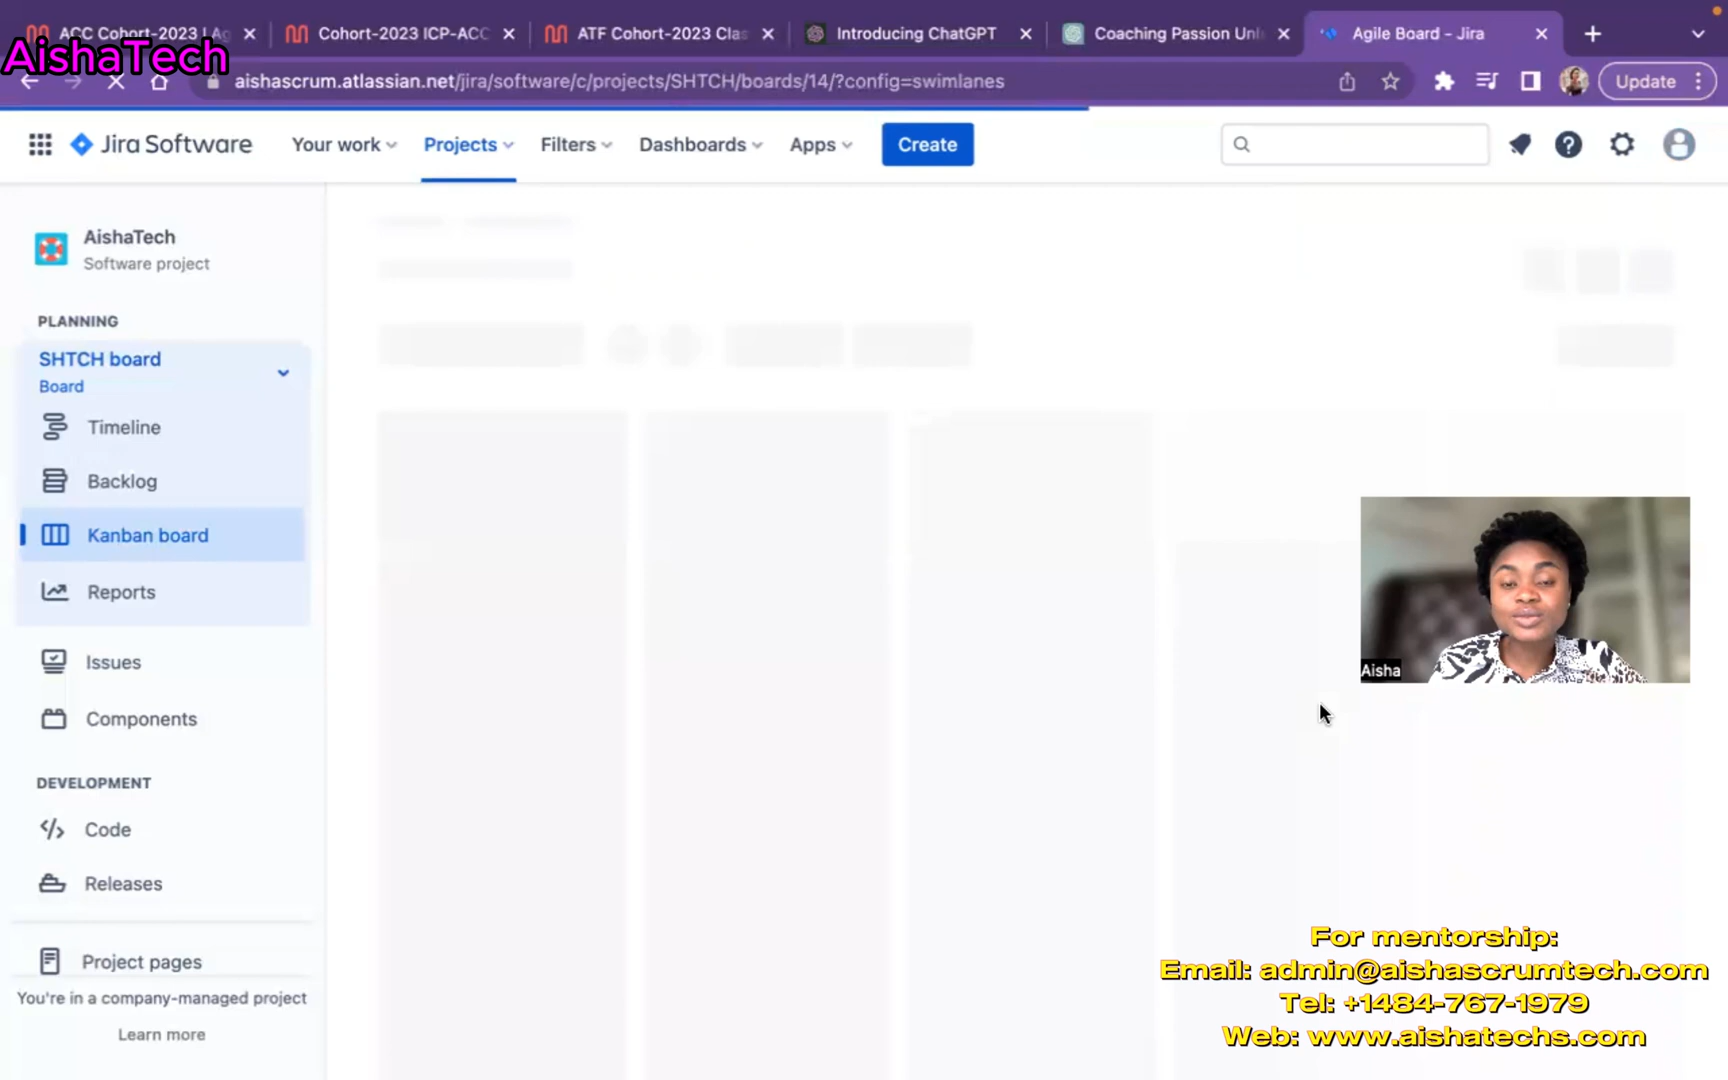 ACC Cohort-2023 | Ag
Cohort-2023 ICP-ACC
ATF Cohort-2023 Clas
Introducing ChatGPT
Coaching Passion Unl
Agile Board - Jira
AishaTech
aishascrum.atlassian.net/jira/software/c/projects/SHTCH/boards/14/?config=swimlanes
Update
Jira Software
Your work
Projects
Filters
Dashboards
Apps
Create
AishaTech
Software project
PLANNING
SHTCH board
Board
Timeline
Backlog
Kanban board
Reports
Issues
Components
DEVELOPMENT
Code
Releases
Project pages
You're in a company-managed project
Learn more
Aisha
For mentorship:
Email: admin@aishascrumtech.com
Tel: +1484-767-1979
Web: www.aishatechs.com